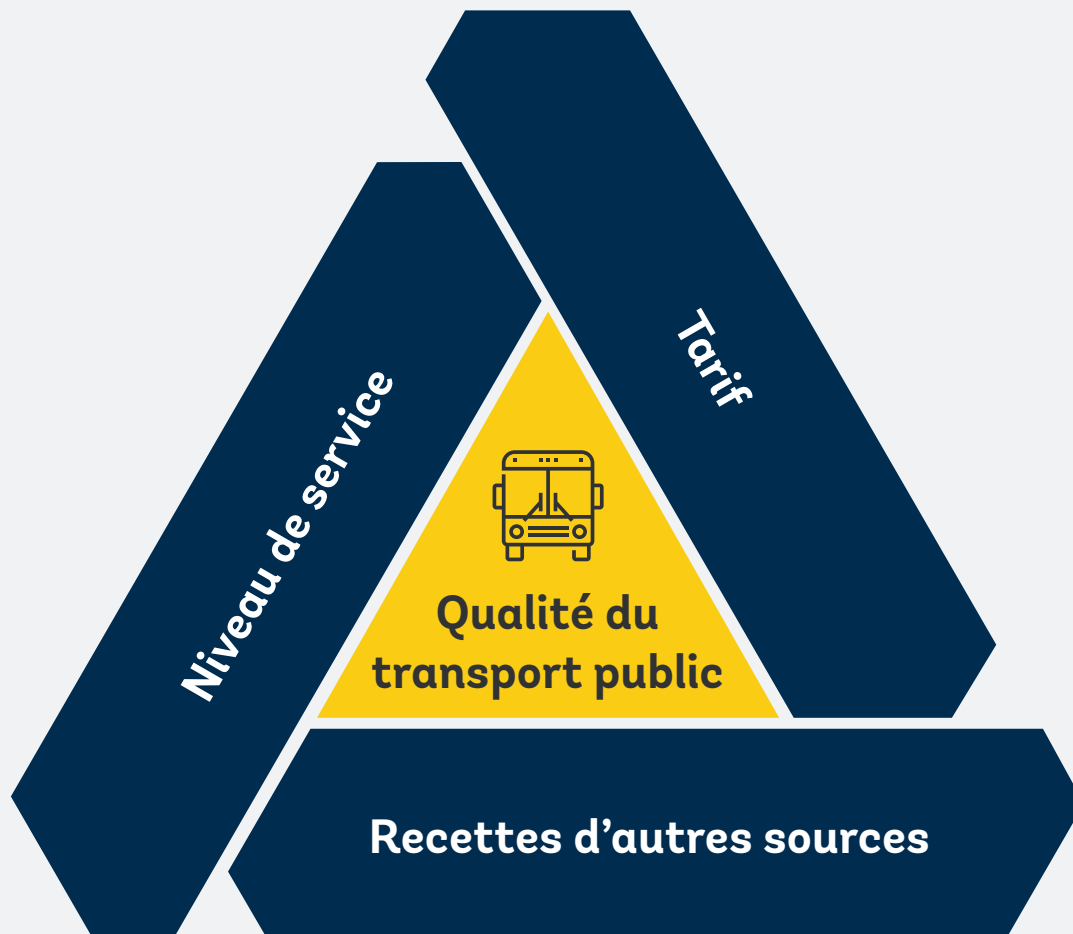 Tarif
Niveau de service
Qualité du
transport public
Recettes d’autres sources